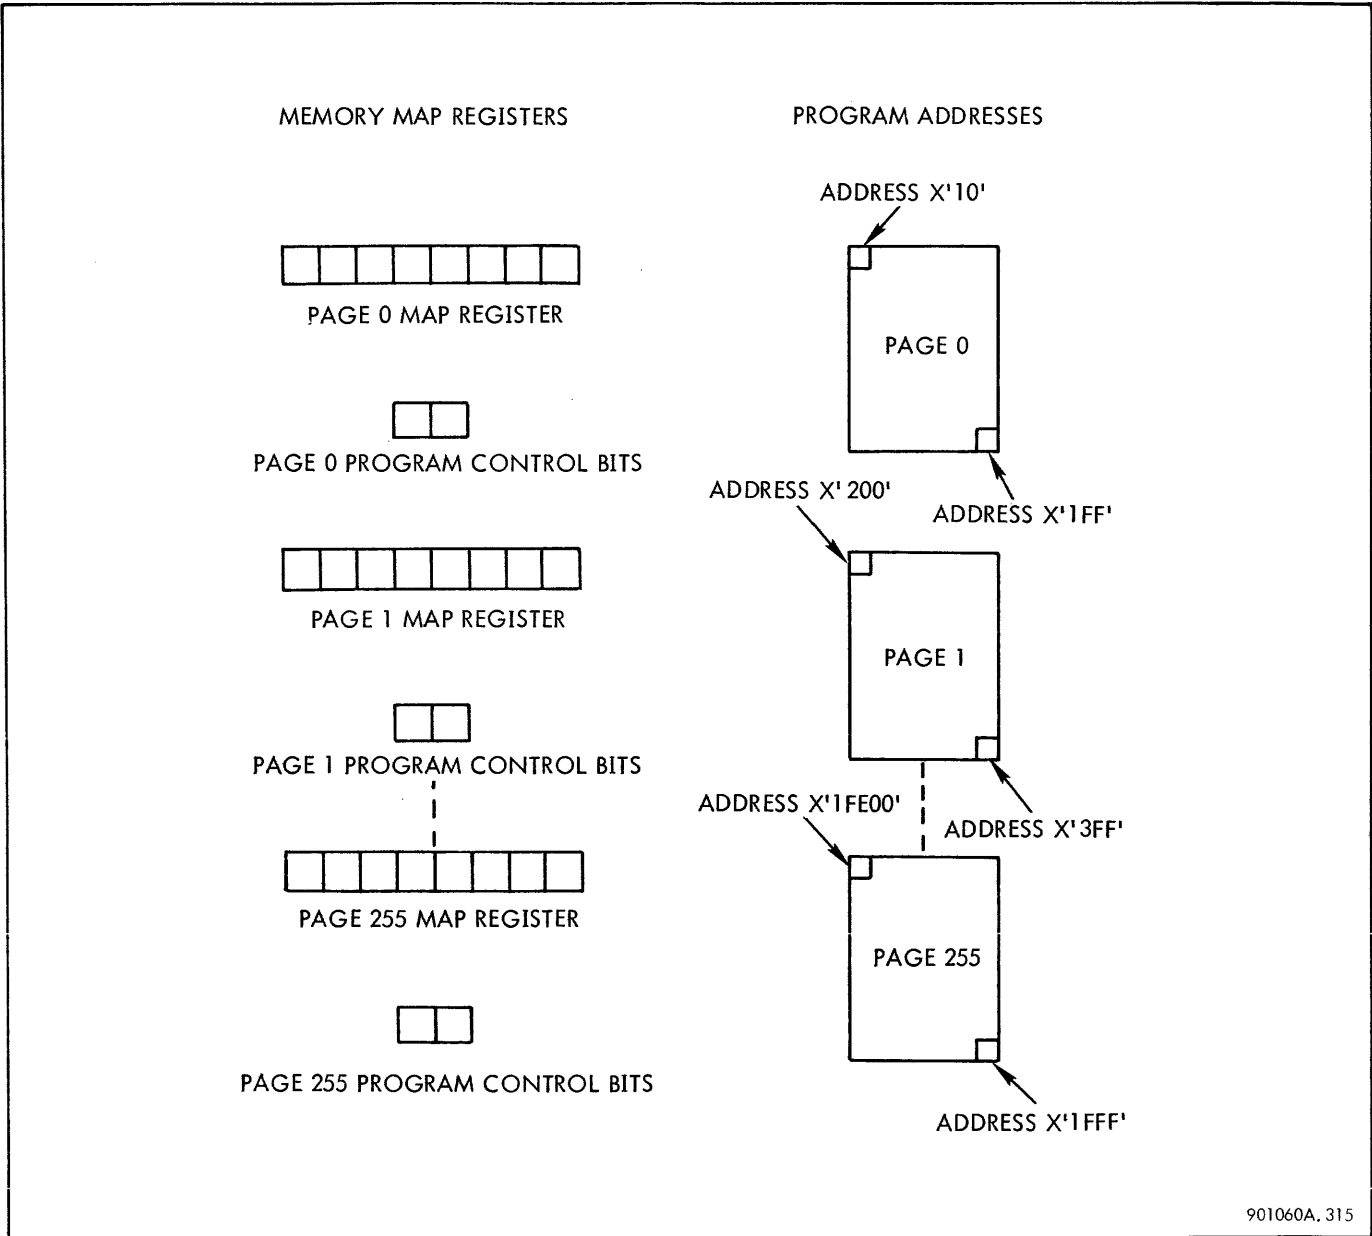 MEMORY MAP REGISTERS
PROGRAM ADDRESSES
ADDRESS X'10'
PAGE 0 MAP REGISTER
PAGE 0
PAGE 0 PROGRAM CONTROL BITS
ADDRESS X'200'
ADDRESS X'1FF'
PAGE 1 MAP REGISTER
PAGE 1
PAGE 1 PROGRAM CONTROL BITS
ADDRESS X'1FE00'
ADDRESS X'3FF'
PAGE 255 MAP REGISTER
PAGE 255
PAGE 255 PROGRAM CONTROL BITS
ADDRESS X'1FFF'
901060A. 315